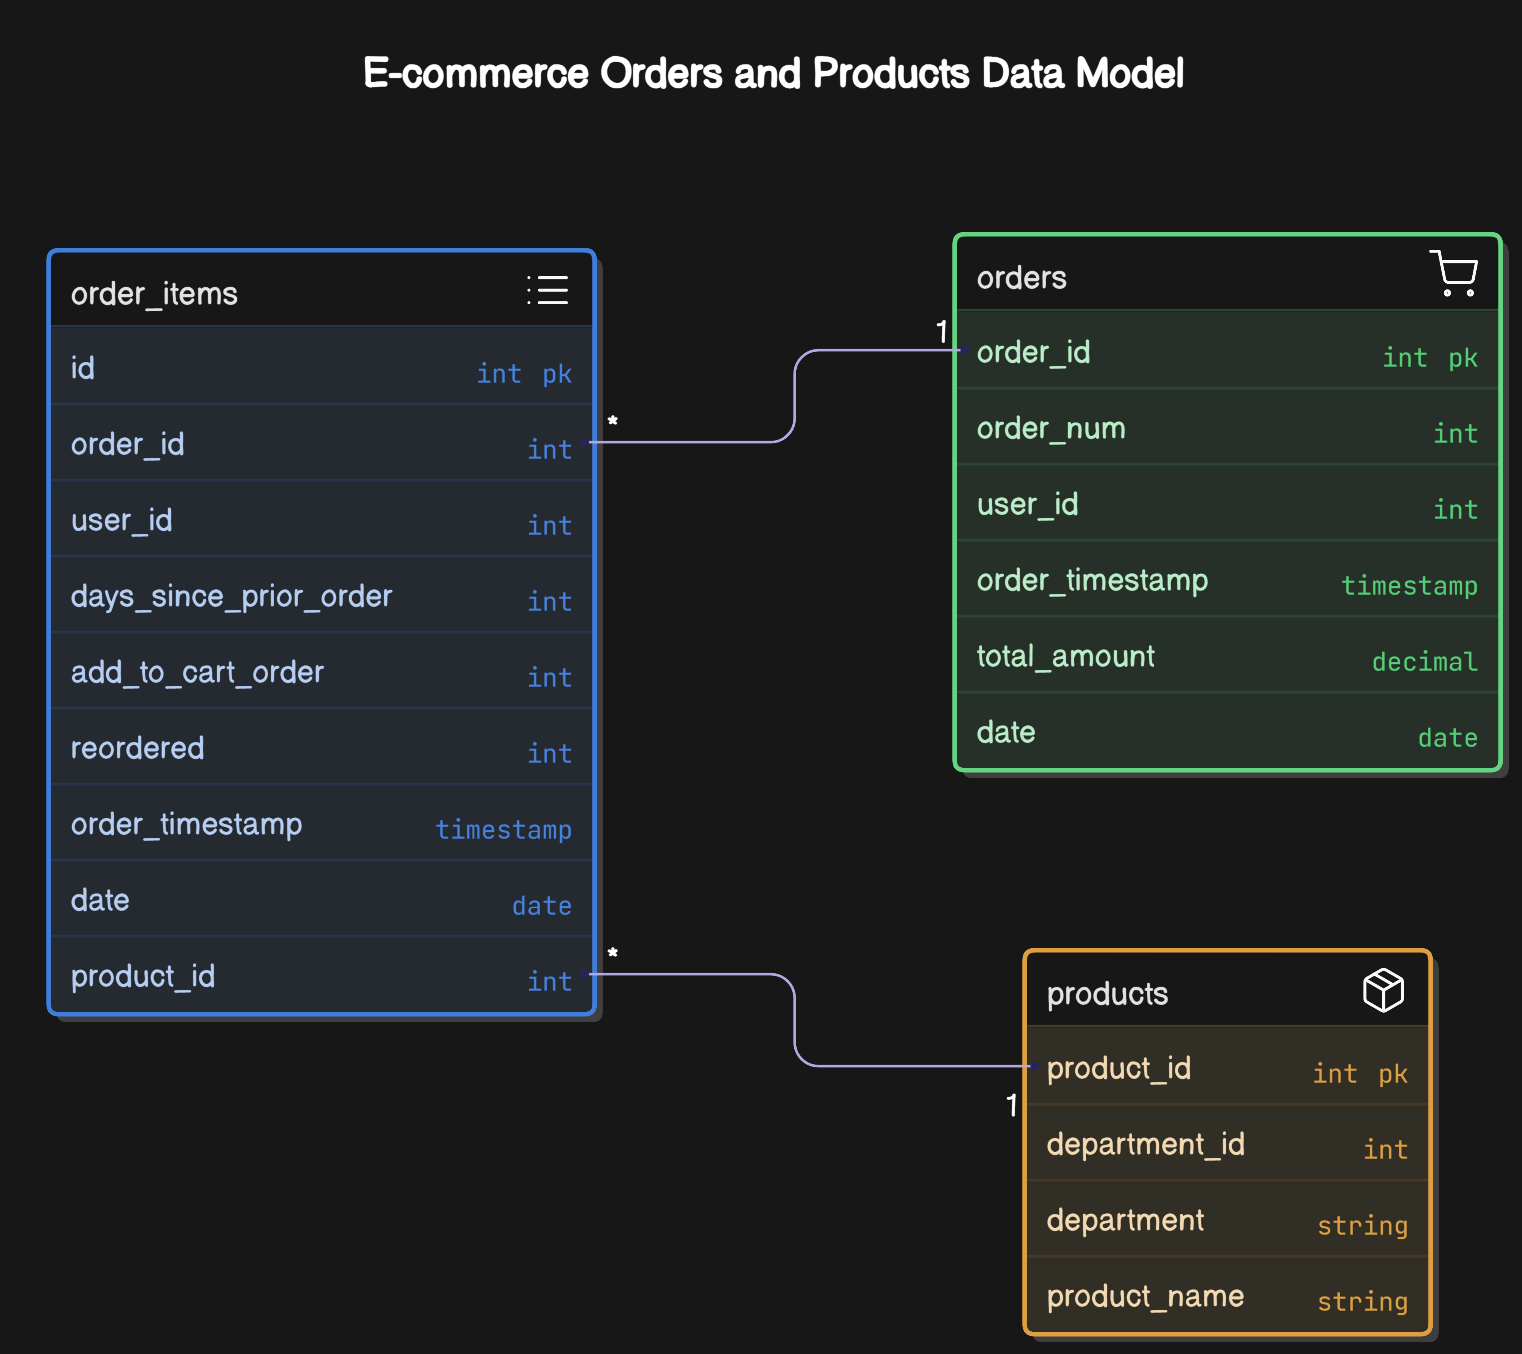 E-commerce Orders and Products Data Model
order_items
id int pk
order_id int
user_id int
days_since_prior_order int
add_to_cart_order int
reordered int
order_timestamp timestamp
date date
product_id int
*
1
*
1
orders
order_id int pk
order_num int
user_id int
order_timestamp timestamp
total_amount decimal
date date
products
product_id int pk
department_id int
department string
product_name string